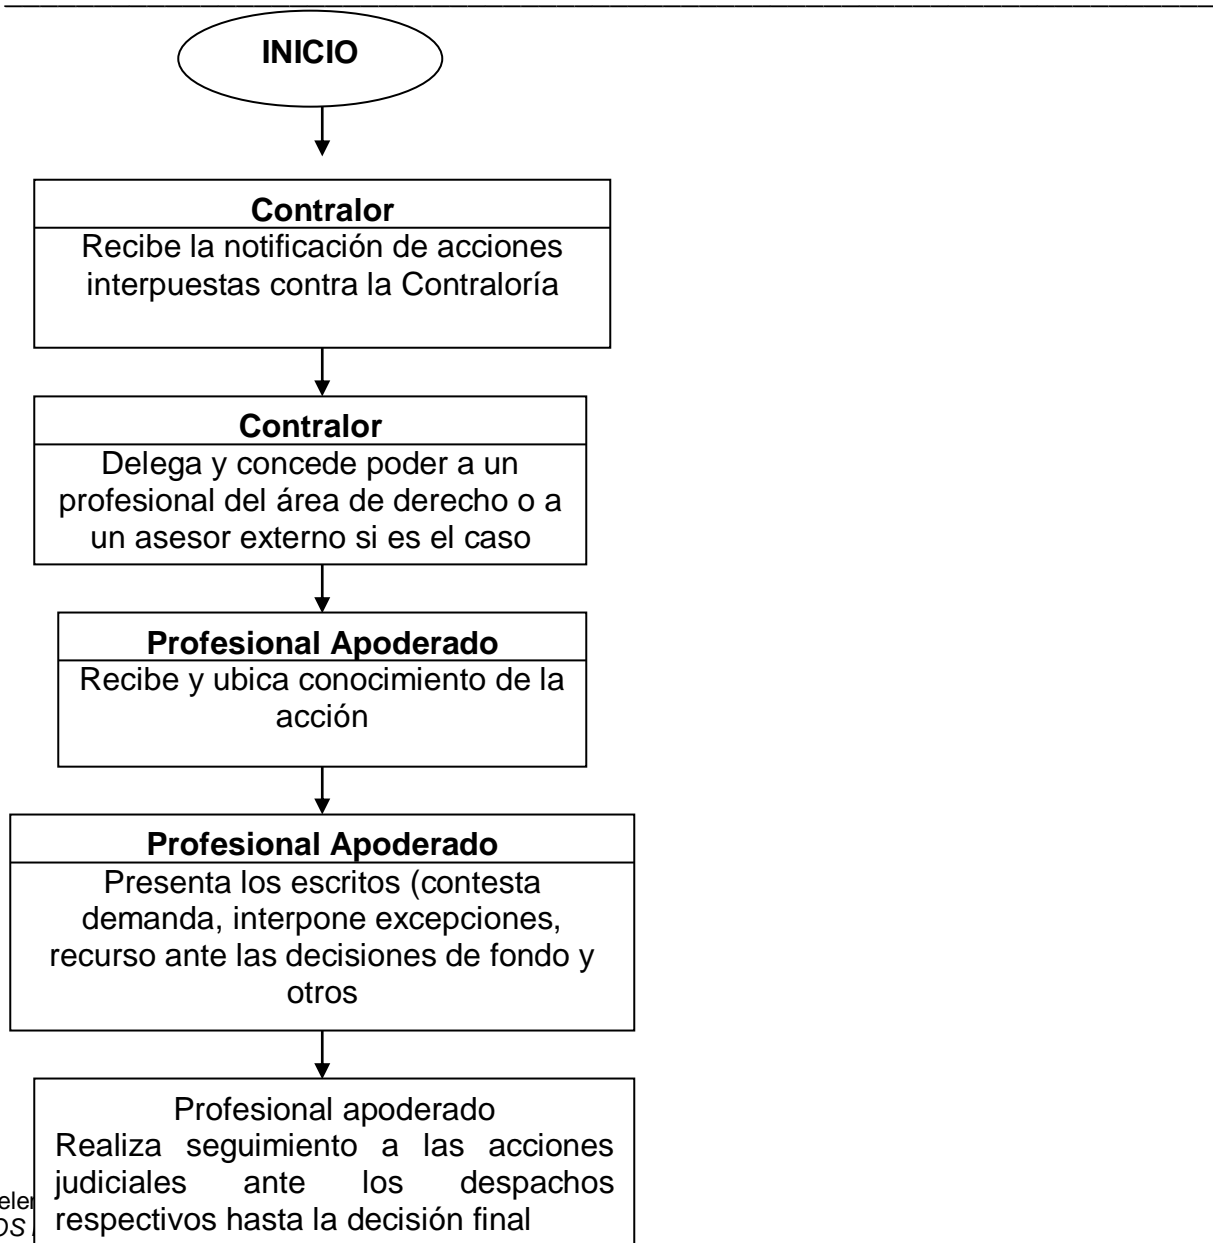 INICIO
Contralor
Recibe la notificación de acciones
interpuestas contra la Contraloría
Contralor
Delega y concede poder a un
profesional del área de derecho o a
un asesor externo si es el caso
Profesional Apoderado
Recibe y ubica conocimiento de la
acción
Profesional Apoderado
Presenta los escritos (contesta
demanda, interpone excepciones,
recurso ante las decisiones de fondo y
otros
Profesional apoderado
Realiza seguimiento a las acciones
judiciales ante los despachos
respectivos hasta la decisión final